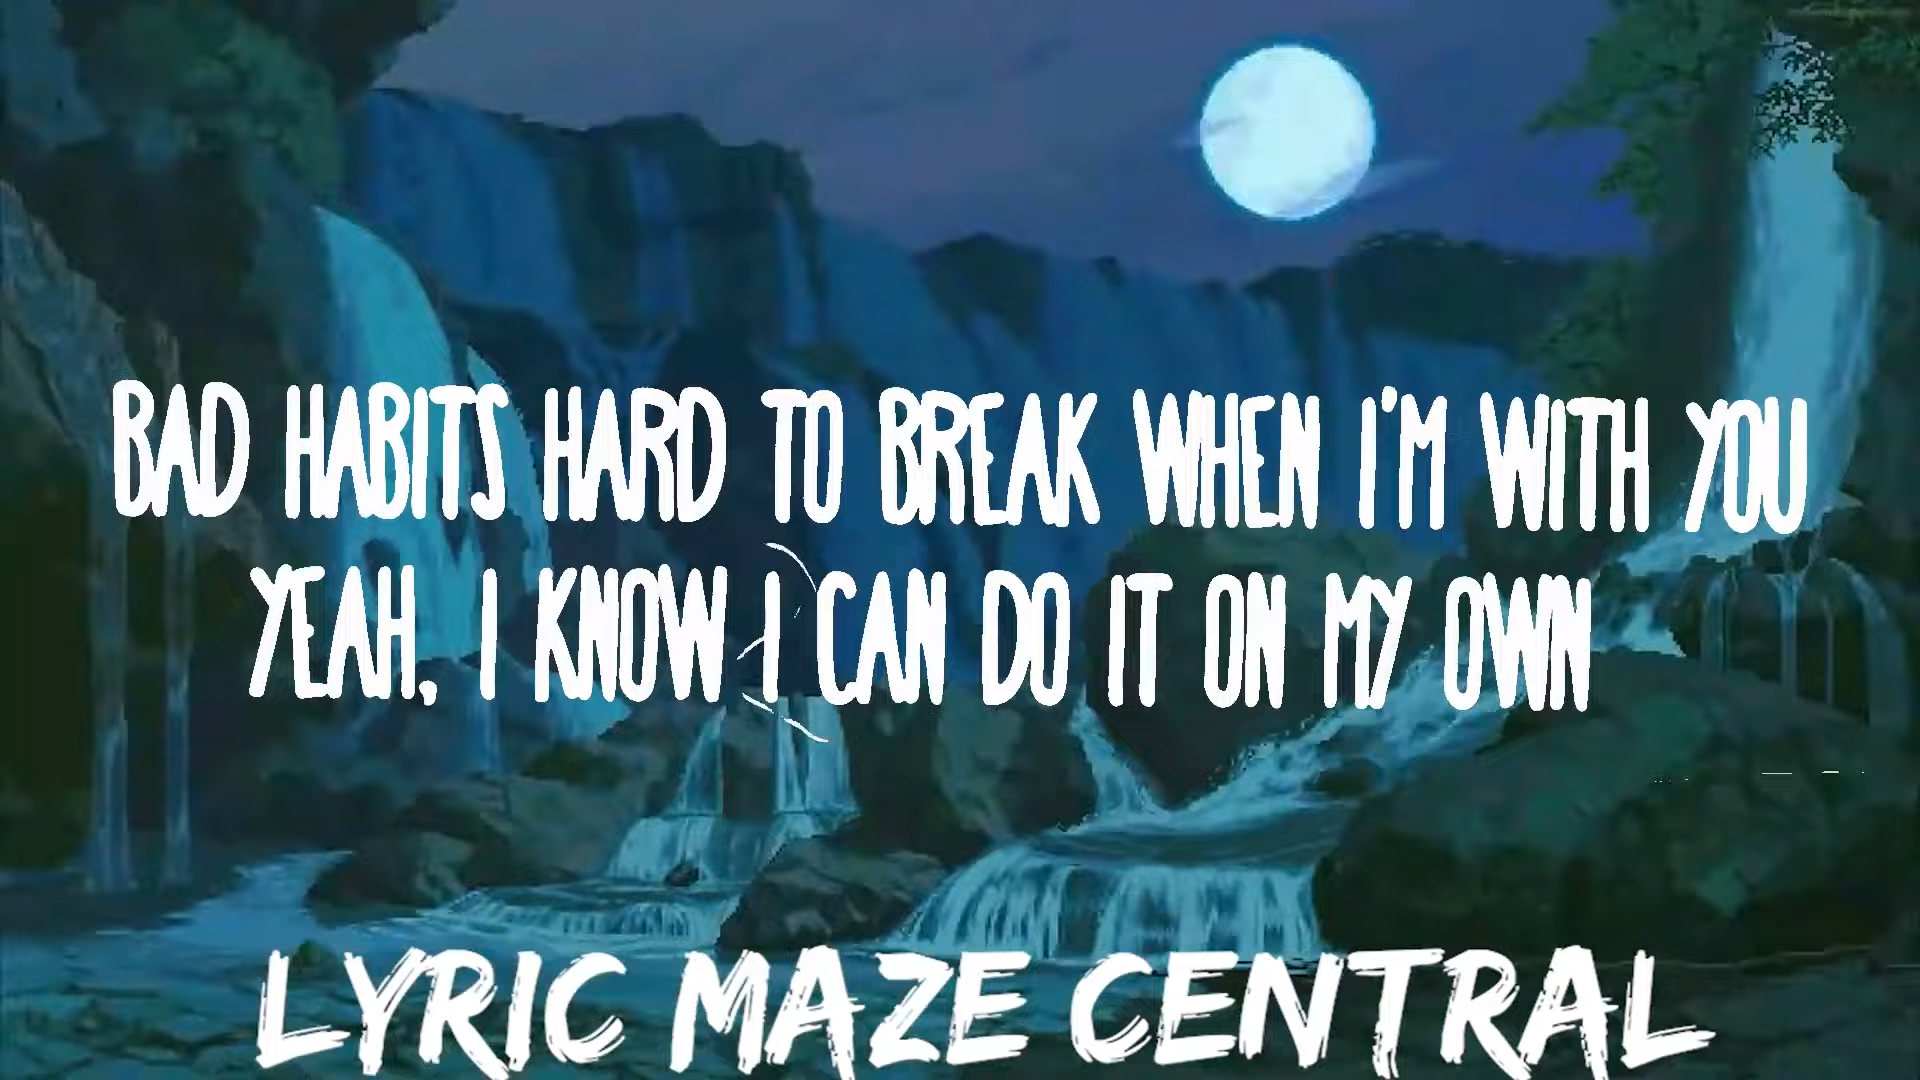 BAD HABITS HARD TO BREAK WHEN I'M WITH YOU
YEAH, I KNOW I CAN DO IT ON MY OWN
LYRIC MAZE CENTRAL